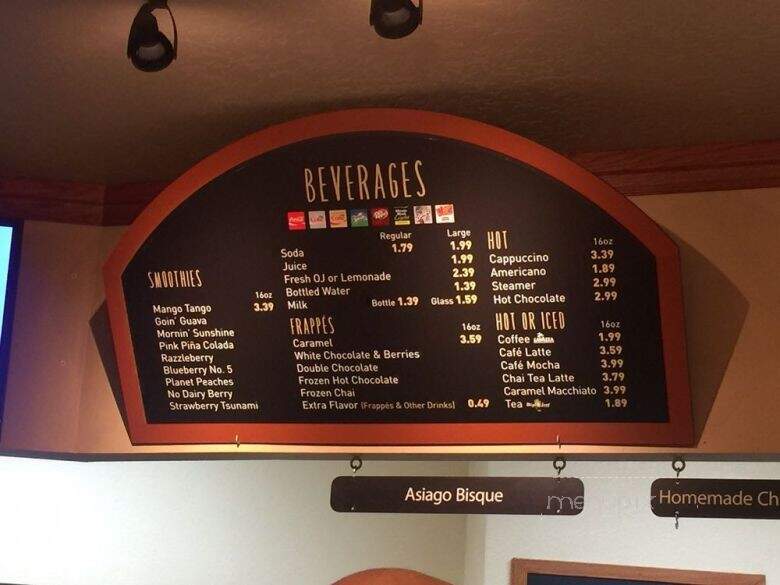 BEVERAGES
Regular Large
Soda 1.79 1.99
Juice 1.99
Fresh OJ or Lemonade 2.39
Bottled Water 1.39
Milk Bottle 1.39 Glass 1.59
SMOOTHIES
16oz
Mango Tango 3.39
Goin' Guava
Mornin' Sunshine
Pink Piña Colada
Razzleberry
Blueberry No. 5
Planet Peaches
No Dairy Berry
Strawberry Tsunami
FRAPPÉS
16oz
Caramel 3.59
White Chocolate & Berries
Double Chocolate
Frozen Hot Chocolate
Frozen Chai
Extra Flavor (Frappés & Other Drinks) 0.49
HOT
16oz
Cappuccino 3.39
Americano 1.89
Steamer 2.99
Hot Chocolate 2.99
HOT OR ICED
16oz
Coffee 1.99
Café Latte 3.59
Café Mocha 3.99
Chai Tea Latte 3.79
Caramel Macchiato 3.99
Tea 1.89
Asiago Bisque
Homemade Ch
menupix